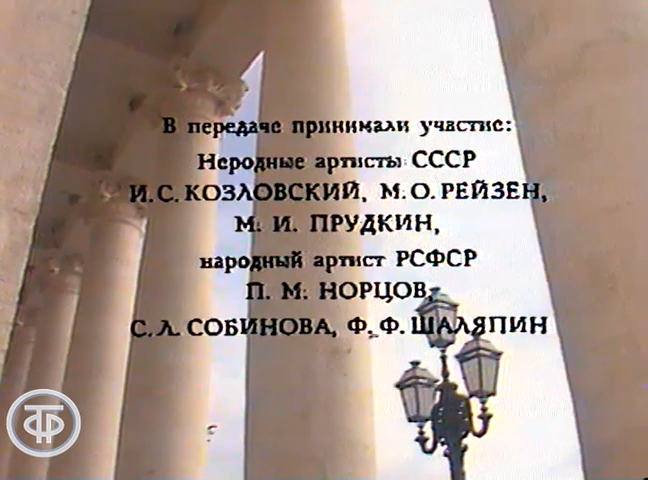 В передаче принимали участие:
Народные артисты СССР
И. С. КОЗЛОВСКИЙ, М. О. РЕЙЗЕН,
М. И. ПРУДКИН,
народный артист РСФСР
П. М. НОРЦОВ,
С. Л. СОБИНОВА, Ф. Ф. ШАЛЯПИН